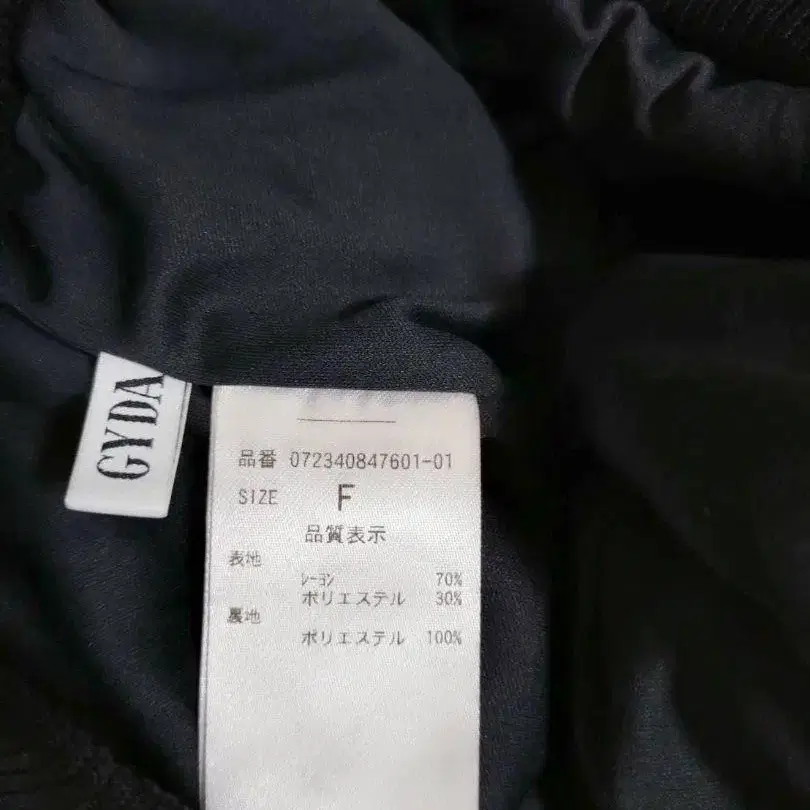 GYDA
品番 072340847601-01
SIZE F
品質表示
表地
レーヨン 70%
ポリエステル 30%
裏地
ポリエステル 100%